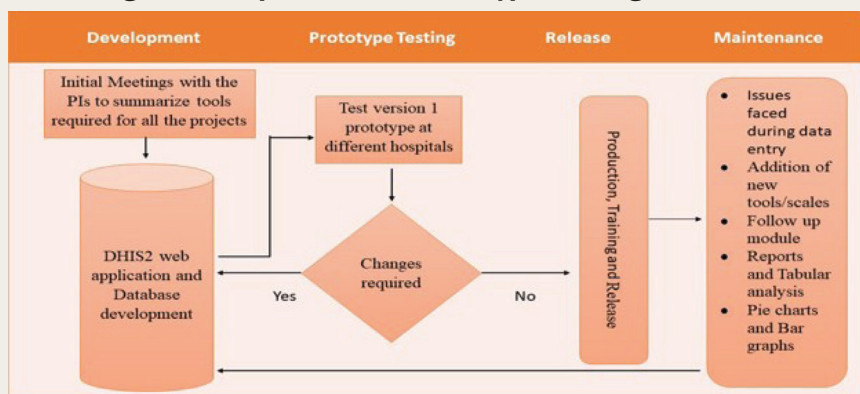 Development
Prototype Testing
Release
Maintenance
Initial Meetings with the
PIs to summarize tools
required for all the projects
DHIS2 web
application and
Database
development
Test version 1
prototype at
different hospitals
Changes
required
Yes
No
Production, Training and Release
• Issues
faced
during data
entry
• Addition of
new
tools/scales
• Follow up
module
• Reports
and Tabular
analysis
• Pie charts
and Bar
graphs